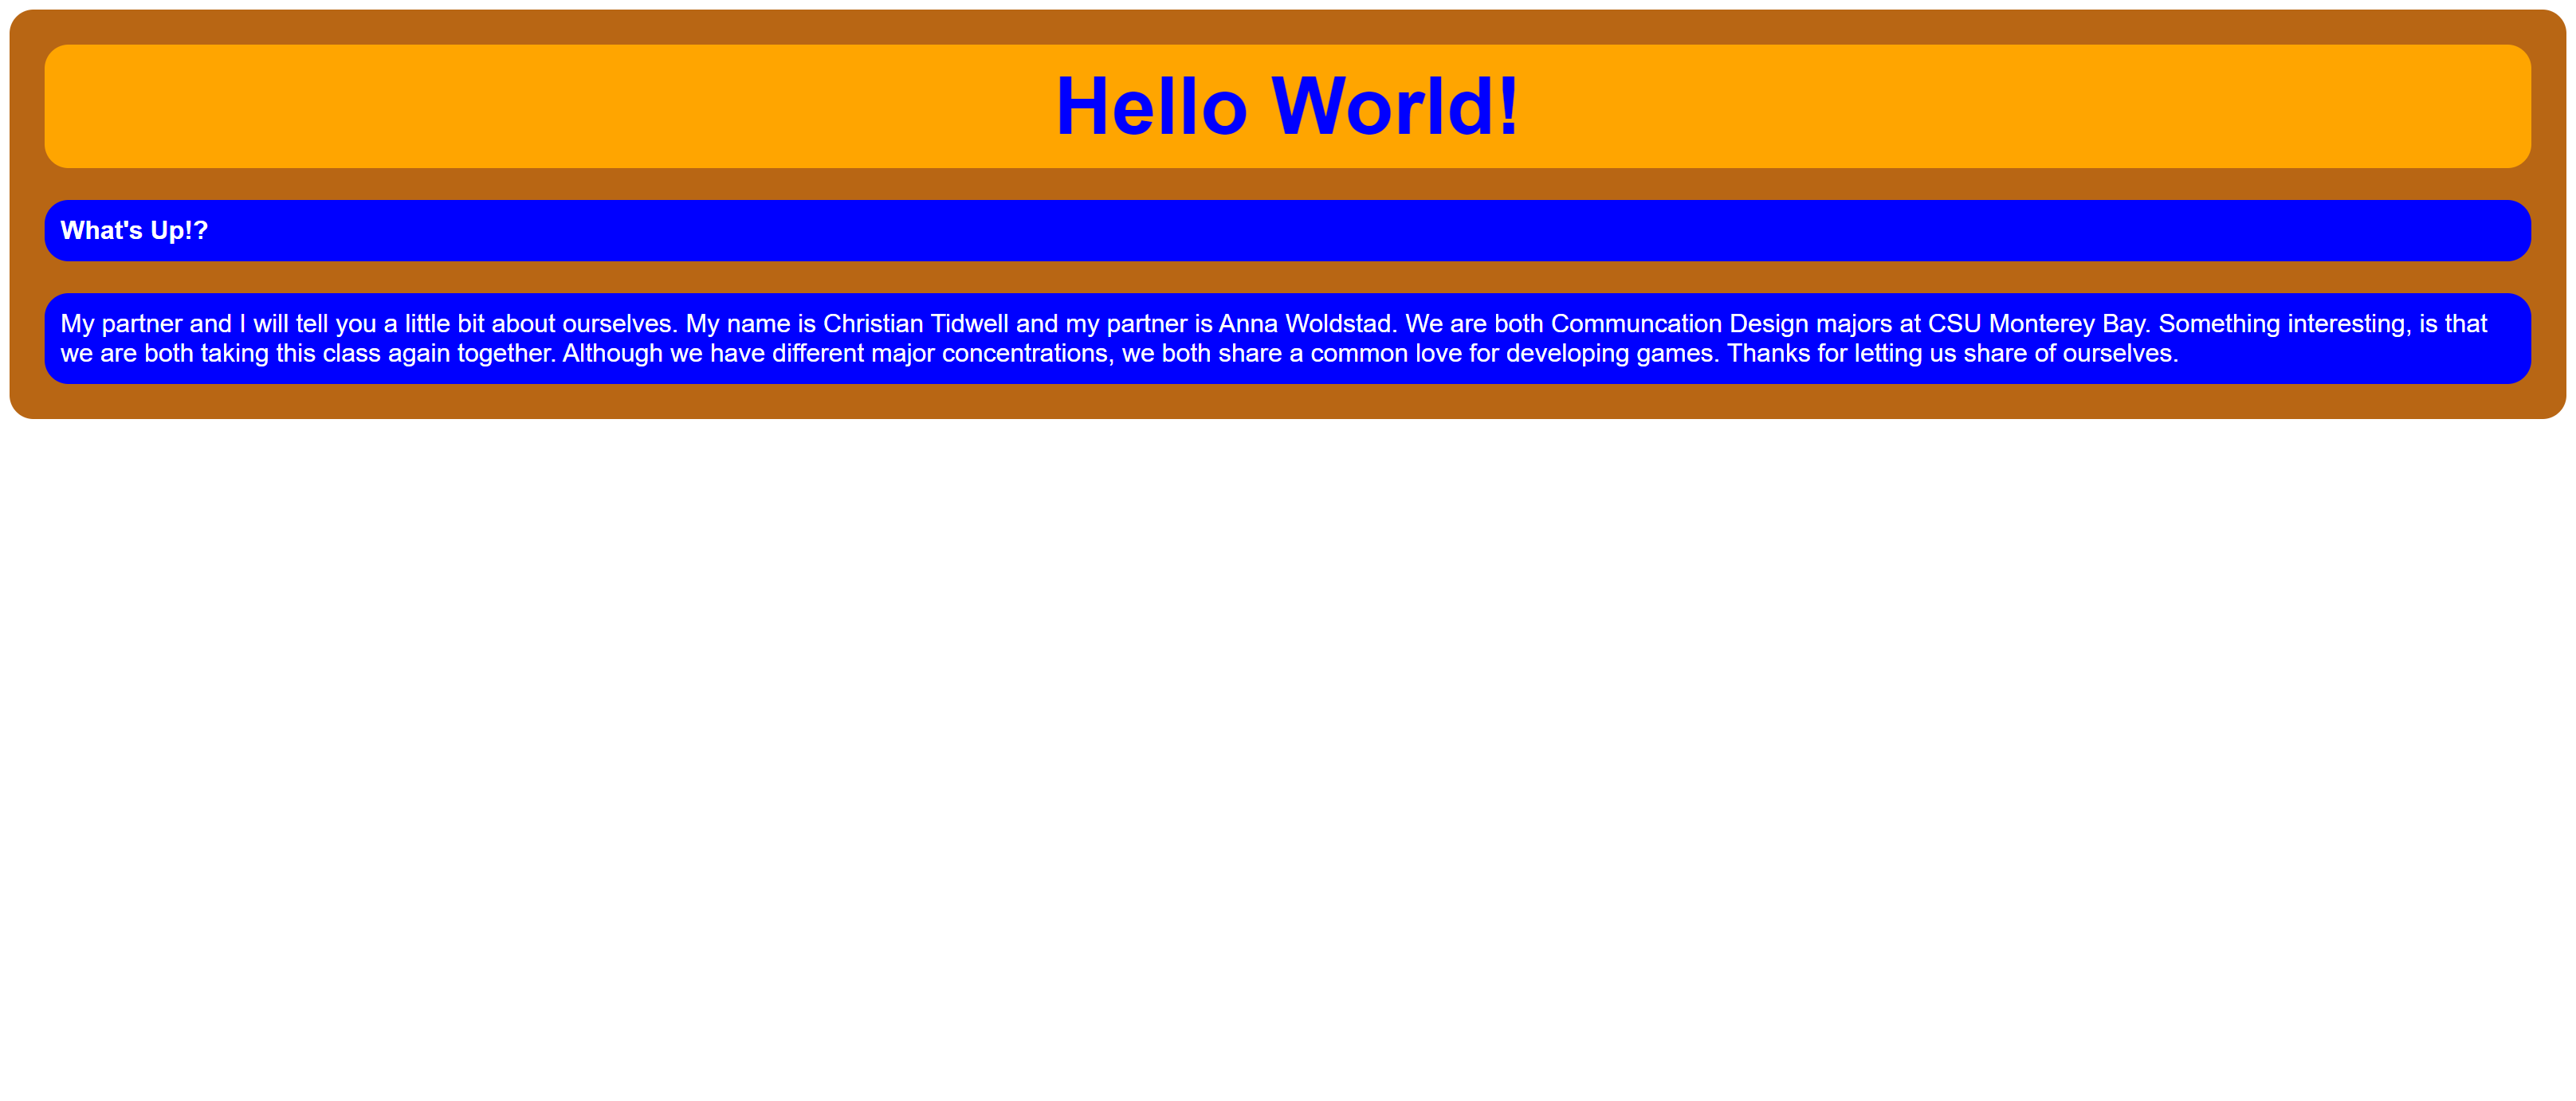 Hello World!
What's Up!?
My partner and I will tell you a little bit about ourselves. My name is Christian Tidwell and my partner is Anna Woldstad. We are both Communcation Design majors at CSU Monterey Bay. Something interesting, is that
we are both taking this class again together. Although we have different major concentrations, we both share a common love for developing games. Thanks for letting us share of ourselves.